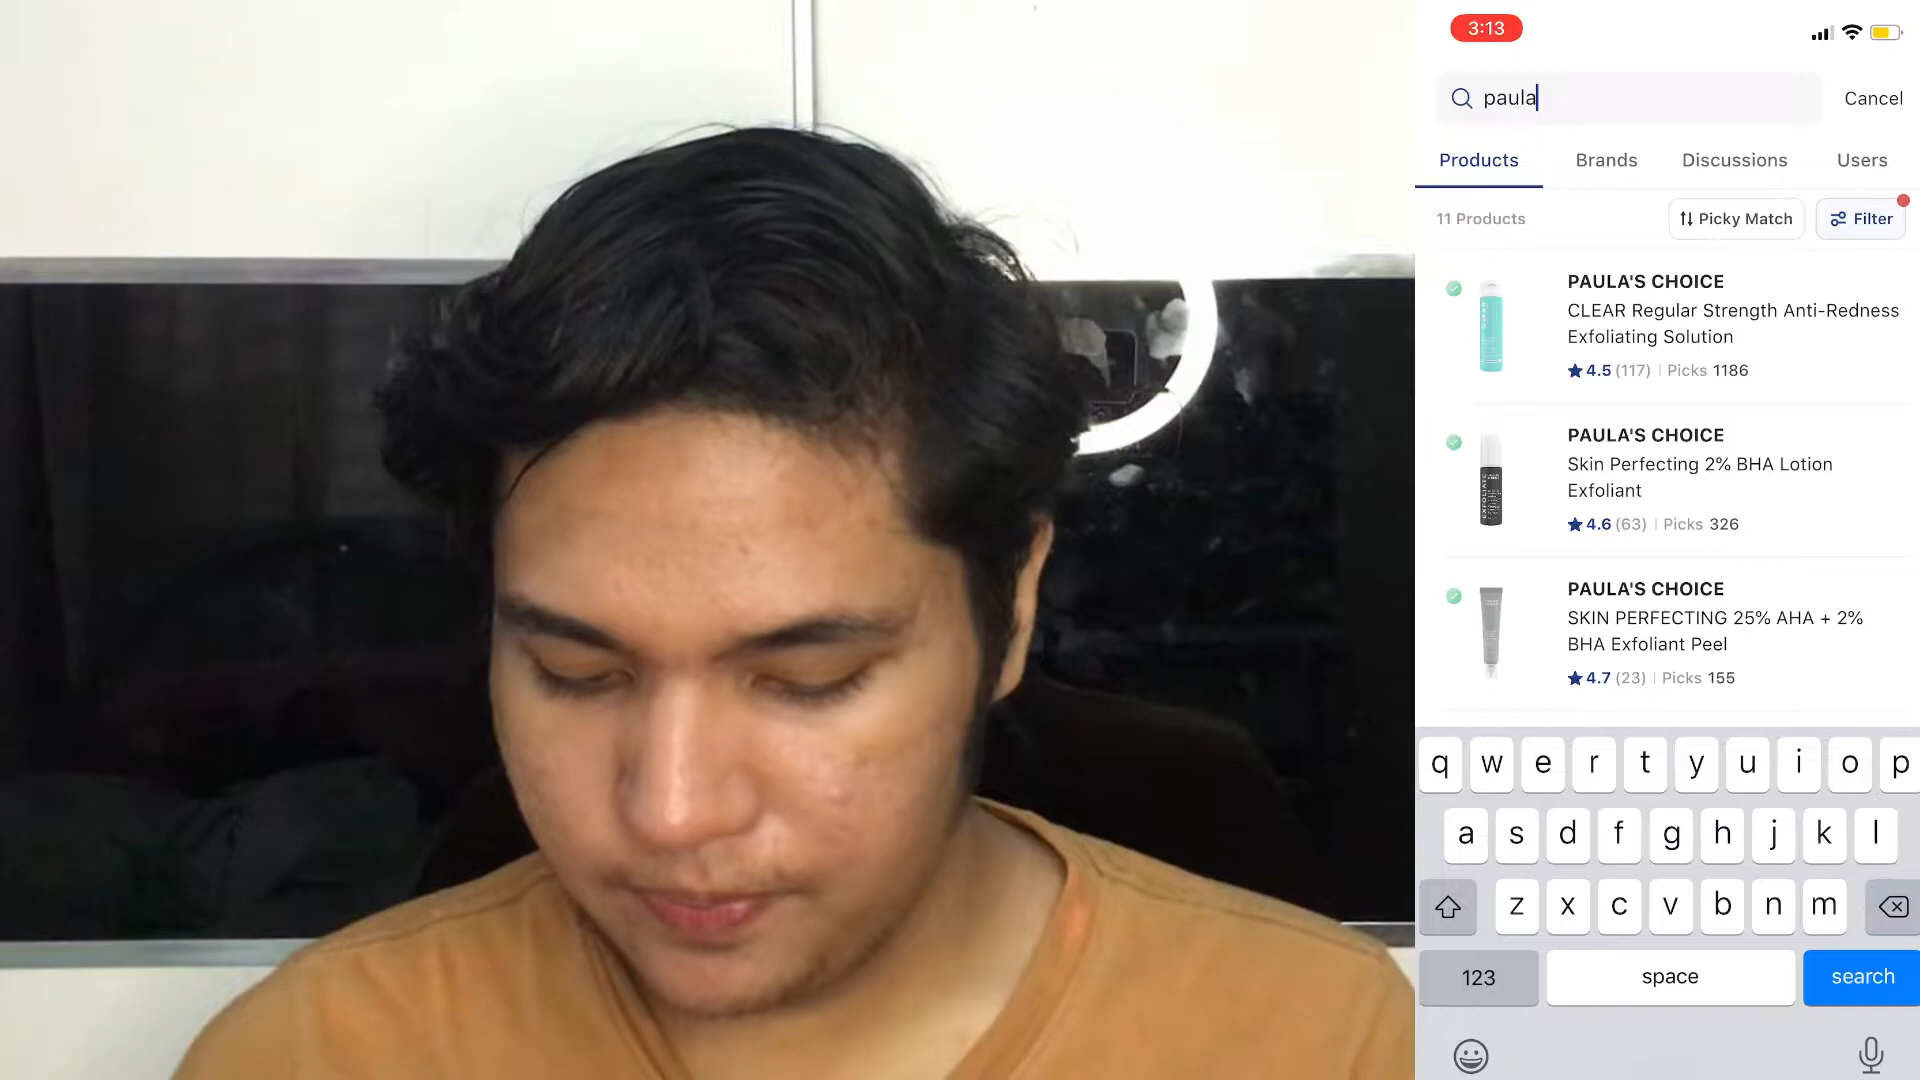 3:13
paula
Cancel
Products
Brands
Discussions
Users
11 Products
Picky Match
Filter
PAULA'S CHOICE
CLEAR Regular Strength Anti-Redness
Exfoliating Solution
4.5 (117) | Picks 1186
PAULA'S CHOICE
Skin Perfecting 2% BHA Lotion
Exfoliant
4.6 (63) | Picks 326
PAULA'S CHOICE
SKIN PERFECTING 25% AHA + 2%
BHA Exfoliant Peel
4.7 (23) | Picks 155
q w e r t y u i o p
a s d f g h j k l
z x c v b n m
123
space
search